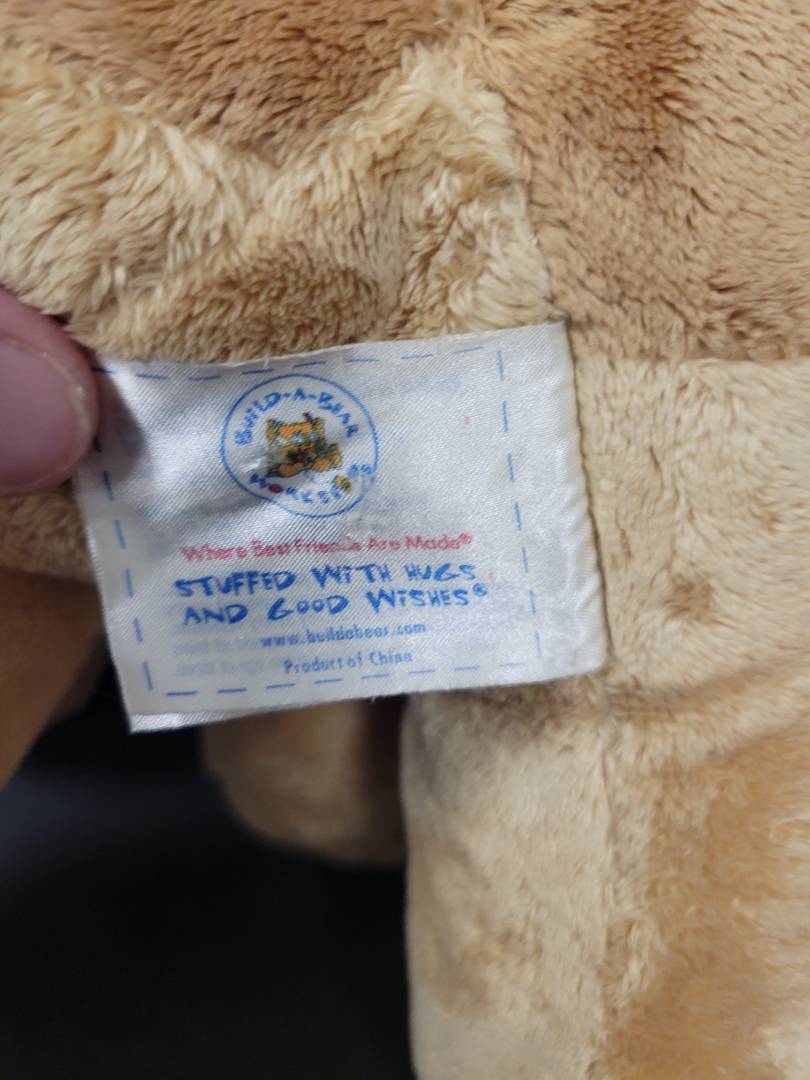 BUILD-A-BEAR
WORKSHOP
Where Best Friends Are Made®
STUFFED WITH HUGS
AND GOOD WISHES®
www.buildabear.com
Product of China